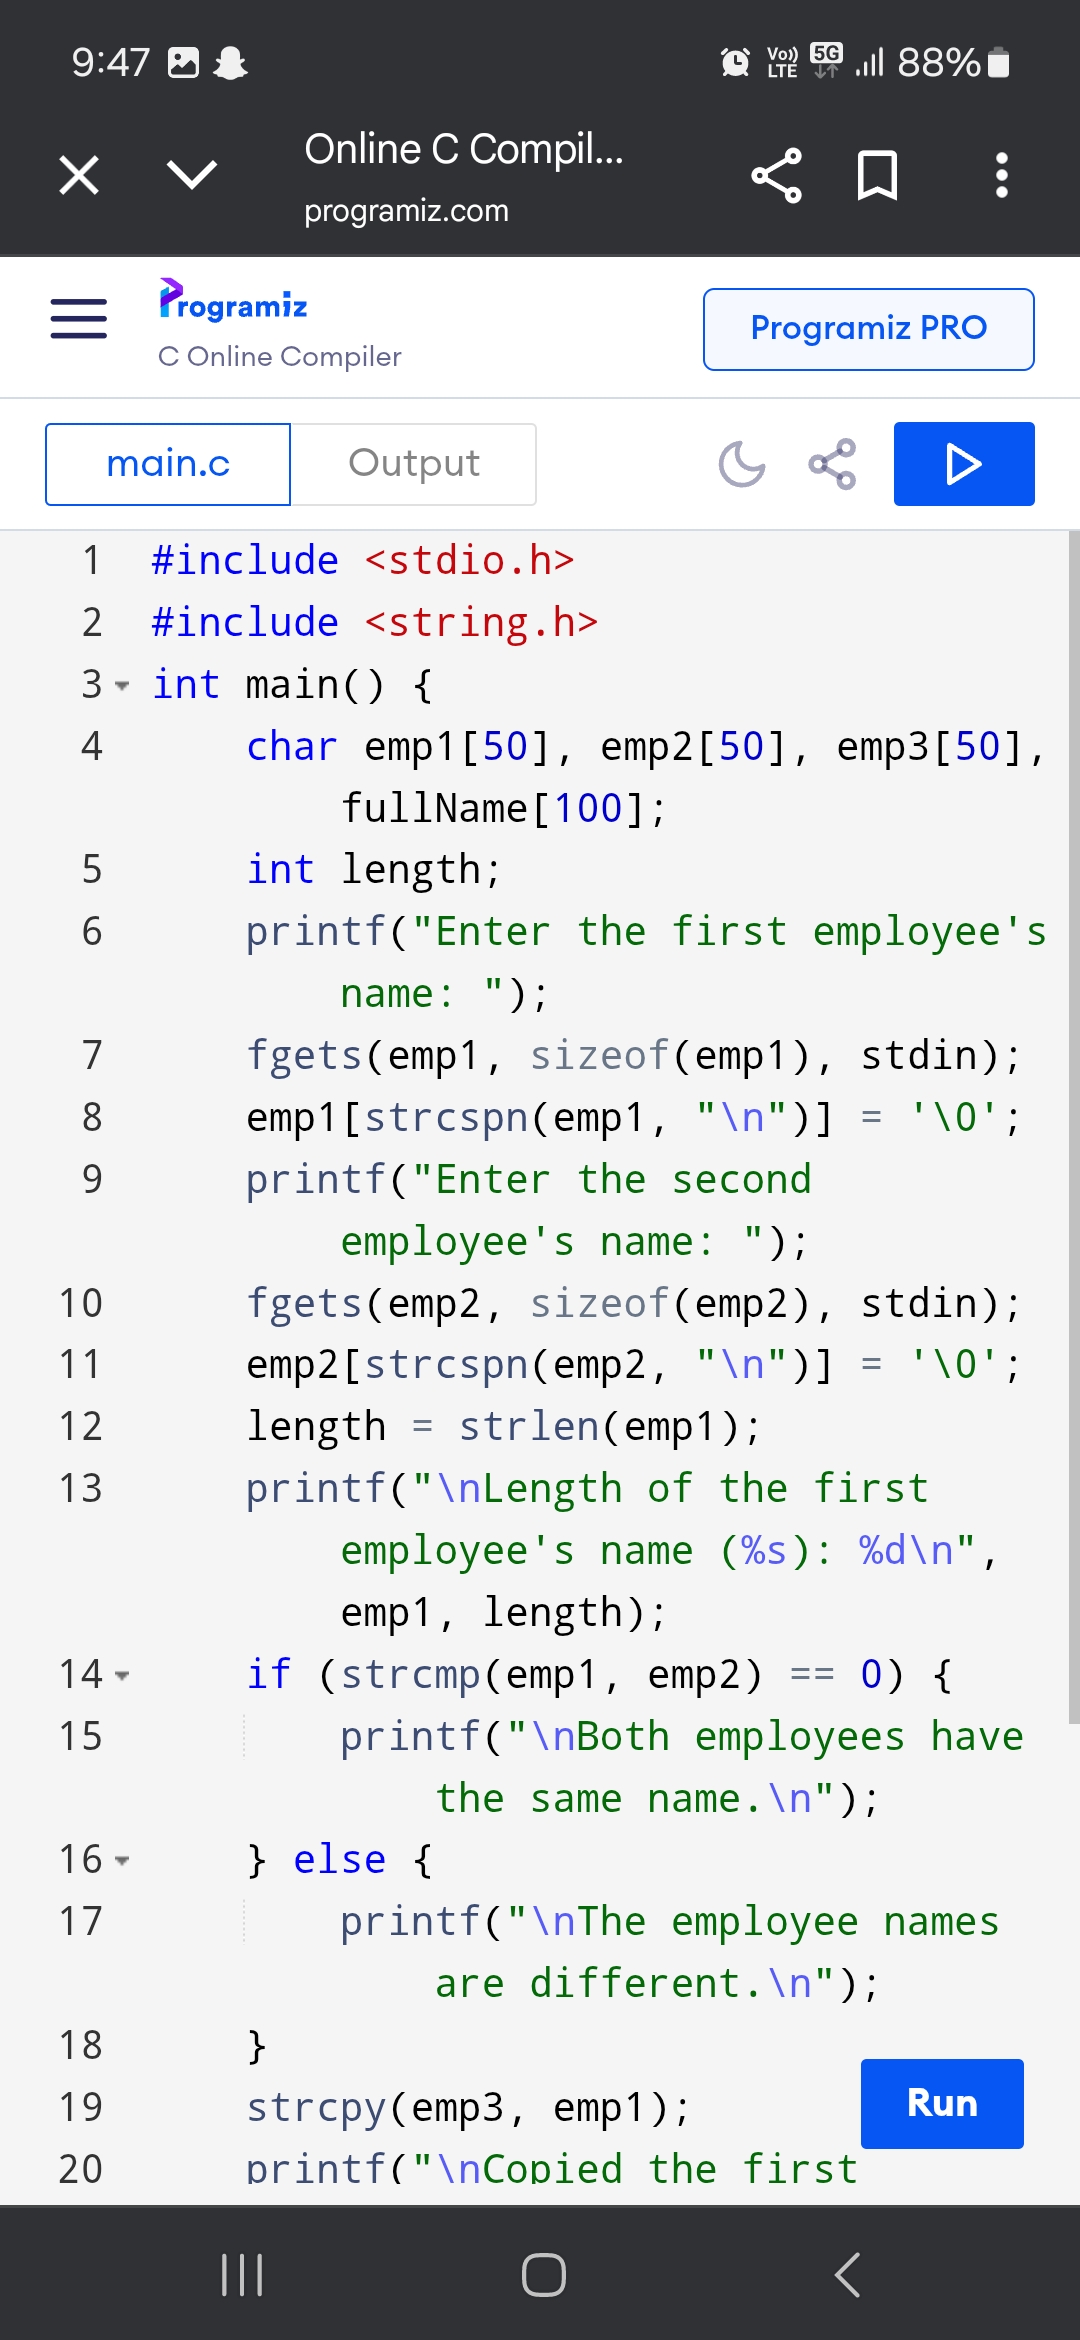 9:47 Vo)) LTE 5G 88%
Online C Compil...
programiz.com
Programiz
C Online Compiler
Programiz PRO
main.c Output
1 #include <stdio.h>
2 #include <string.h>
3 int main() {
4 char emp1[50], emp2[50], emp3[50],
fullName[100];
5 int length;
6 printf("Enter the first employee's
name: ");
7 fgets(emp1, sizeof(emp1), stdin);
8 emp1[strcspn(emp1, "\n")] = '\0';
9 printf("Enter the second
employee's name: ");
10 fgets(emp2, sizeof(emp2), stdin);
11 emp2[strcspn(emp2, "\n")] = '\0';
12 length = strlen(emp1);
13 printf("\nLength of the first
employee's name (%s): %d\n",
emp1, length);
14 if (strcmp(emp1, emp2) == 0) {
15 printf("\nBoth employees have
the same name.\n");
16 } else {
17 printf("\nThe employee names
are different.\n");
18 }
19 strcpy(emp3, emp1);
Run
20 printf("\nCopied the first